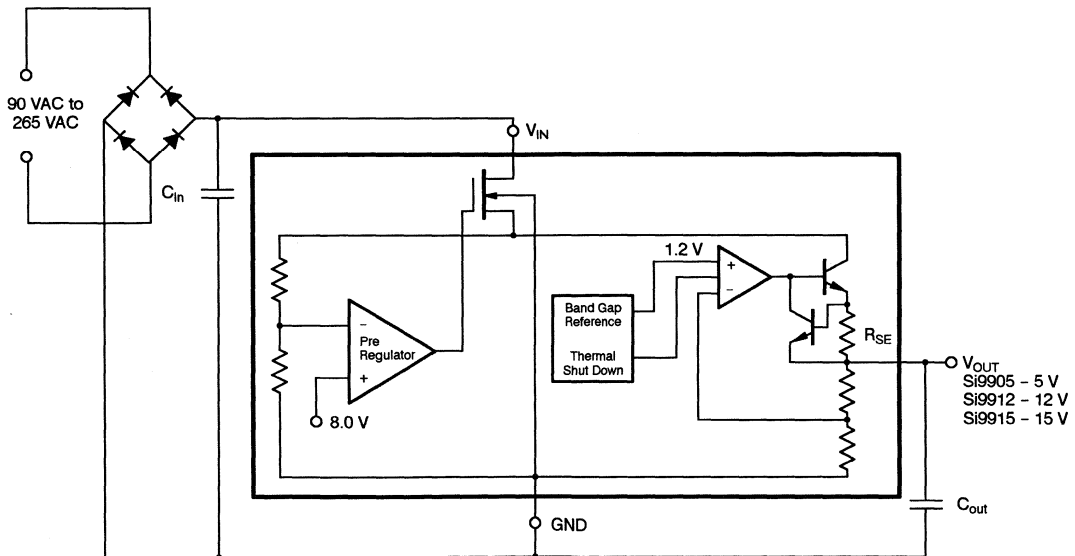 90 VAC to
265 VAC
C_In
V_IN
1.2 V
+
−
Band Gap
Reference
Thermal
Shut Down
R_SE
−
Pre
Regulator
+
8.0 V
V_OUT
Si9905 – 5 V
Si9912 – 12 V
Si9915 – 15 V
C_out
GND